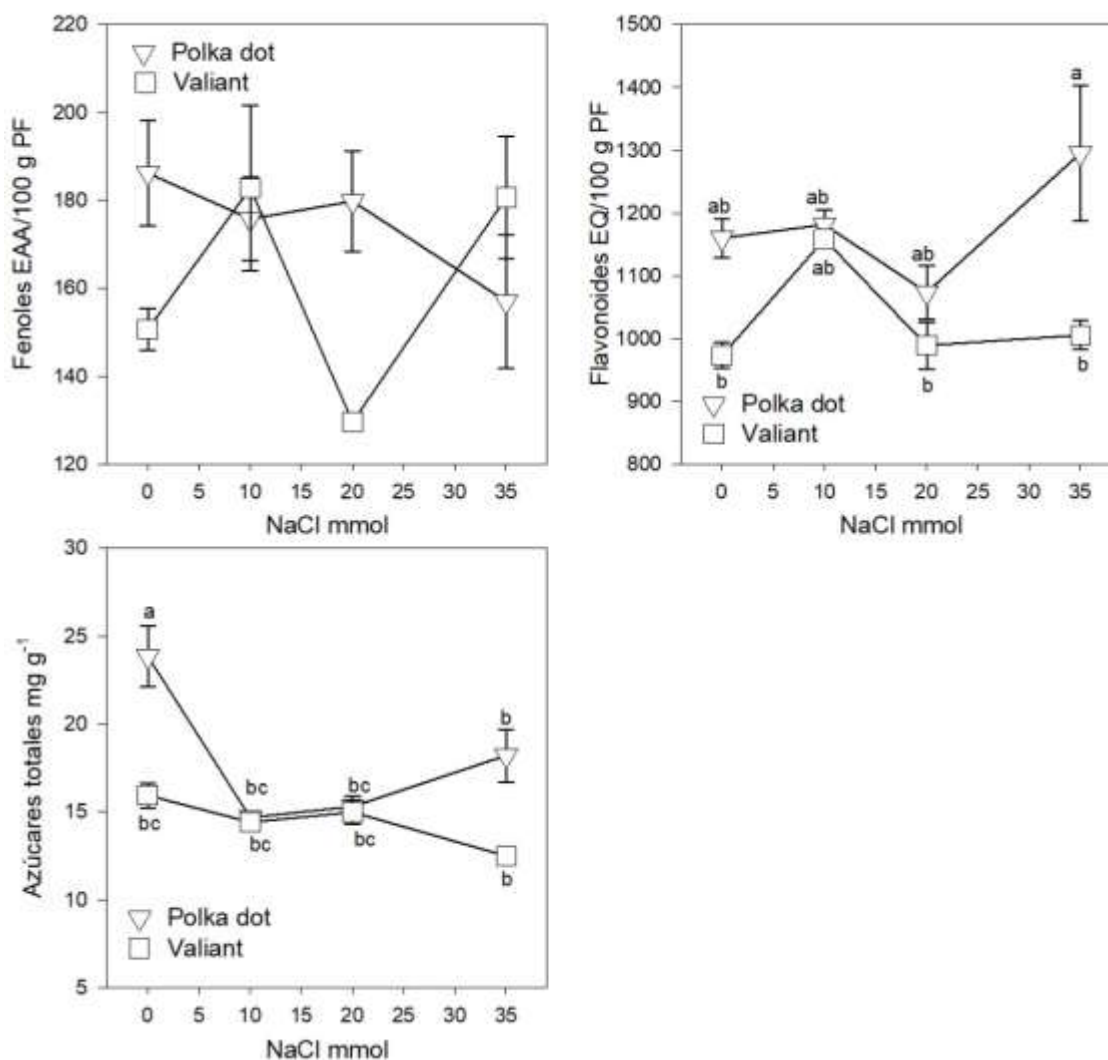 220
200
180
160
140
120
Fenoles EAA/100 g PF
Polka dot
Valiant
0 5 10 15 20 25 30 35
NaCl mmol
1500
1400
1300
1200
1100
1000
900
800
Flavonoides EQ/100 g PF
a
ab
ab
ab
ab
b
b
b
Polka dot
Valiant
0 5 10 15 20 25 30 35
NaCl mmol
30
25
20
15
10
5
Azúcares totales mg g⁻¹
a
b
bc
bc
bc
bc
bc
b
Polka dot
Valiant
0 5 10 15 20 25 30 35
NaCl mmol